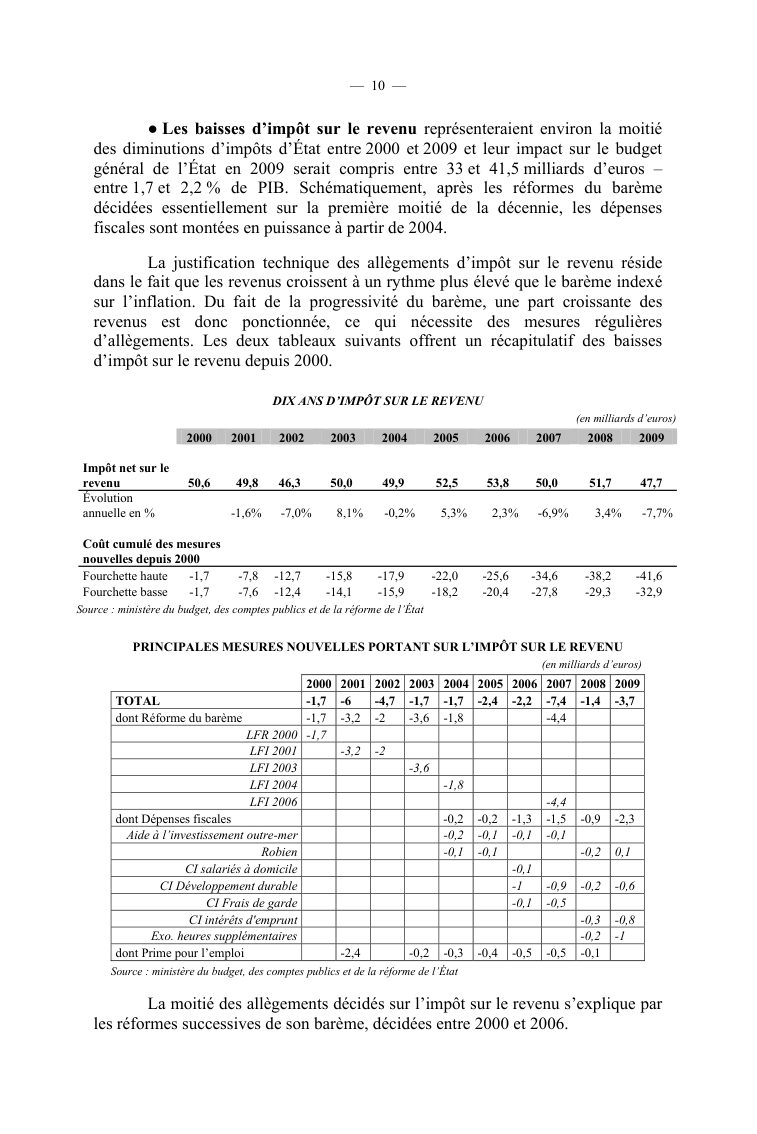 — 10 —
● Les baisses d’impôt sur le revenu représenteraient environ la moitié
des diminutions d’impôts d’État entre 2000 et 2009 et leur impact sur le budget
général de l’État en 2009 serait compris entre 33 et 41,5 milliards d’euros –
entre 1,7 et 2,2 % de PIB. Schématiquement, après les réformes du barème
décidées essentiellement sur la première moitié de la décennie, les dépenses
fiscales sont montées en puissance à partir de 2004.
La justification technique des allègements d’impôt sur le revenu réside
dans le fait que les revenus croissent à un rythme plus élevé que le barème indexé
sur l’inflation. Du fait de la progressivité du barème, une part croissante des
revenus est donc ponctionnée, ce qui nécessite des mesures régulières
d’allègements. Les deux tableaux suivants offrent un récapitulatif des baisses
d’impôt sur le revenu depuis 2000.
DIX ANS D’IMPÔT SUR LE REVENU
(en milliards d’euros)
2000 2001 2002 2003 2004 2005 2006 2007 2008 2009
Impôt net sur le
revenu 50,6 49,8 46,3 50,0 49,9 52,5 53,8 50,0 51,7 47,7
Évolution
annuelle en % -1,6% -7,0% 8,1% -0,2% 5,3% 2,3% -6,9% 3,4% -7,7%
Coût cumulé des mesures
nouvelles depuis 2000
Fourchette haute -1,7 -7,8 -12,7 -15,8 -17,9 -22,0 -25,6 -34,6 -38,2 -41,6
Fourchette basse -1,7 -7,6 -12,4 -14,1 -15,9 -18,2 -20,4 -27,8 -29,3 -32,9
Source : ministère du budget, des comptes publics et de la réforme de l’État
PRINCIPALES MESURES NOUVELLES PORTANT SUR L’IMPÔT SUR LE REVENU
(en milliards d’euros)
2000 2001 2002 2003 2004 2005 2006 2007 2008 2009
TOTAL -1,7 -6 -4,7 -1,7 -1,7 -2,4 -2,2 -7,4 -1,4 -3,7
dont Réforme du barème -1,7 -3,2 -2 -3,6 -1,8 -4,4
LFR 2000 -1,7
LFI 2001 -3,2 -2
LFI 2003 -3,6
LFI 2004 -1,8
LFI 2006 -4,4
dont Dépenses fiscales -0,2 -0,2 -1,3 -1,5 -0,9 -2,3
Aide à l’investissement outre-mer -0,2 -0,1 -0,1 -0,1
Robien -0,1 -0,1 -0,2 0,1
CI salariés à domicile -0,1
CI Développement durable -1 -0,9 -0,2 -0,6
CI Frais de garde -0,1 -0,5
CI intérêts d'emprunt -0,3 -0,8
Exo. heures supplémentaires -0,2 -1
dont Prime pour l’emploi -2,4 -0,2 -0,3 -0,4 -0,5 -0,5 -0,1
Source : ministère du budget, des comptes publics et de la réforme de l’État
La moitié des allègements décidés sur l’impôt sur le revenu s’explique par
les réformes successives de son barème, décidées entre 2000 et 2006.